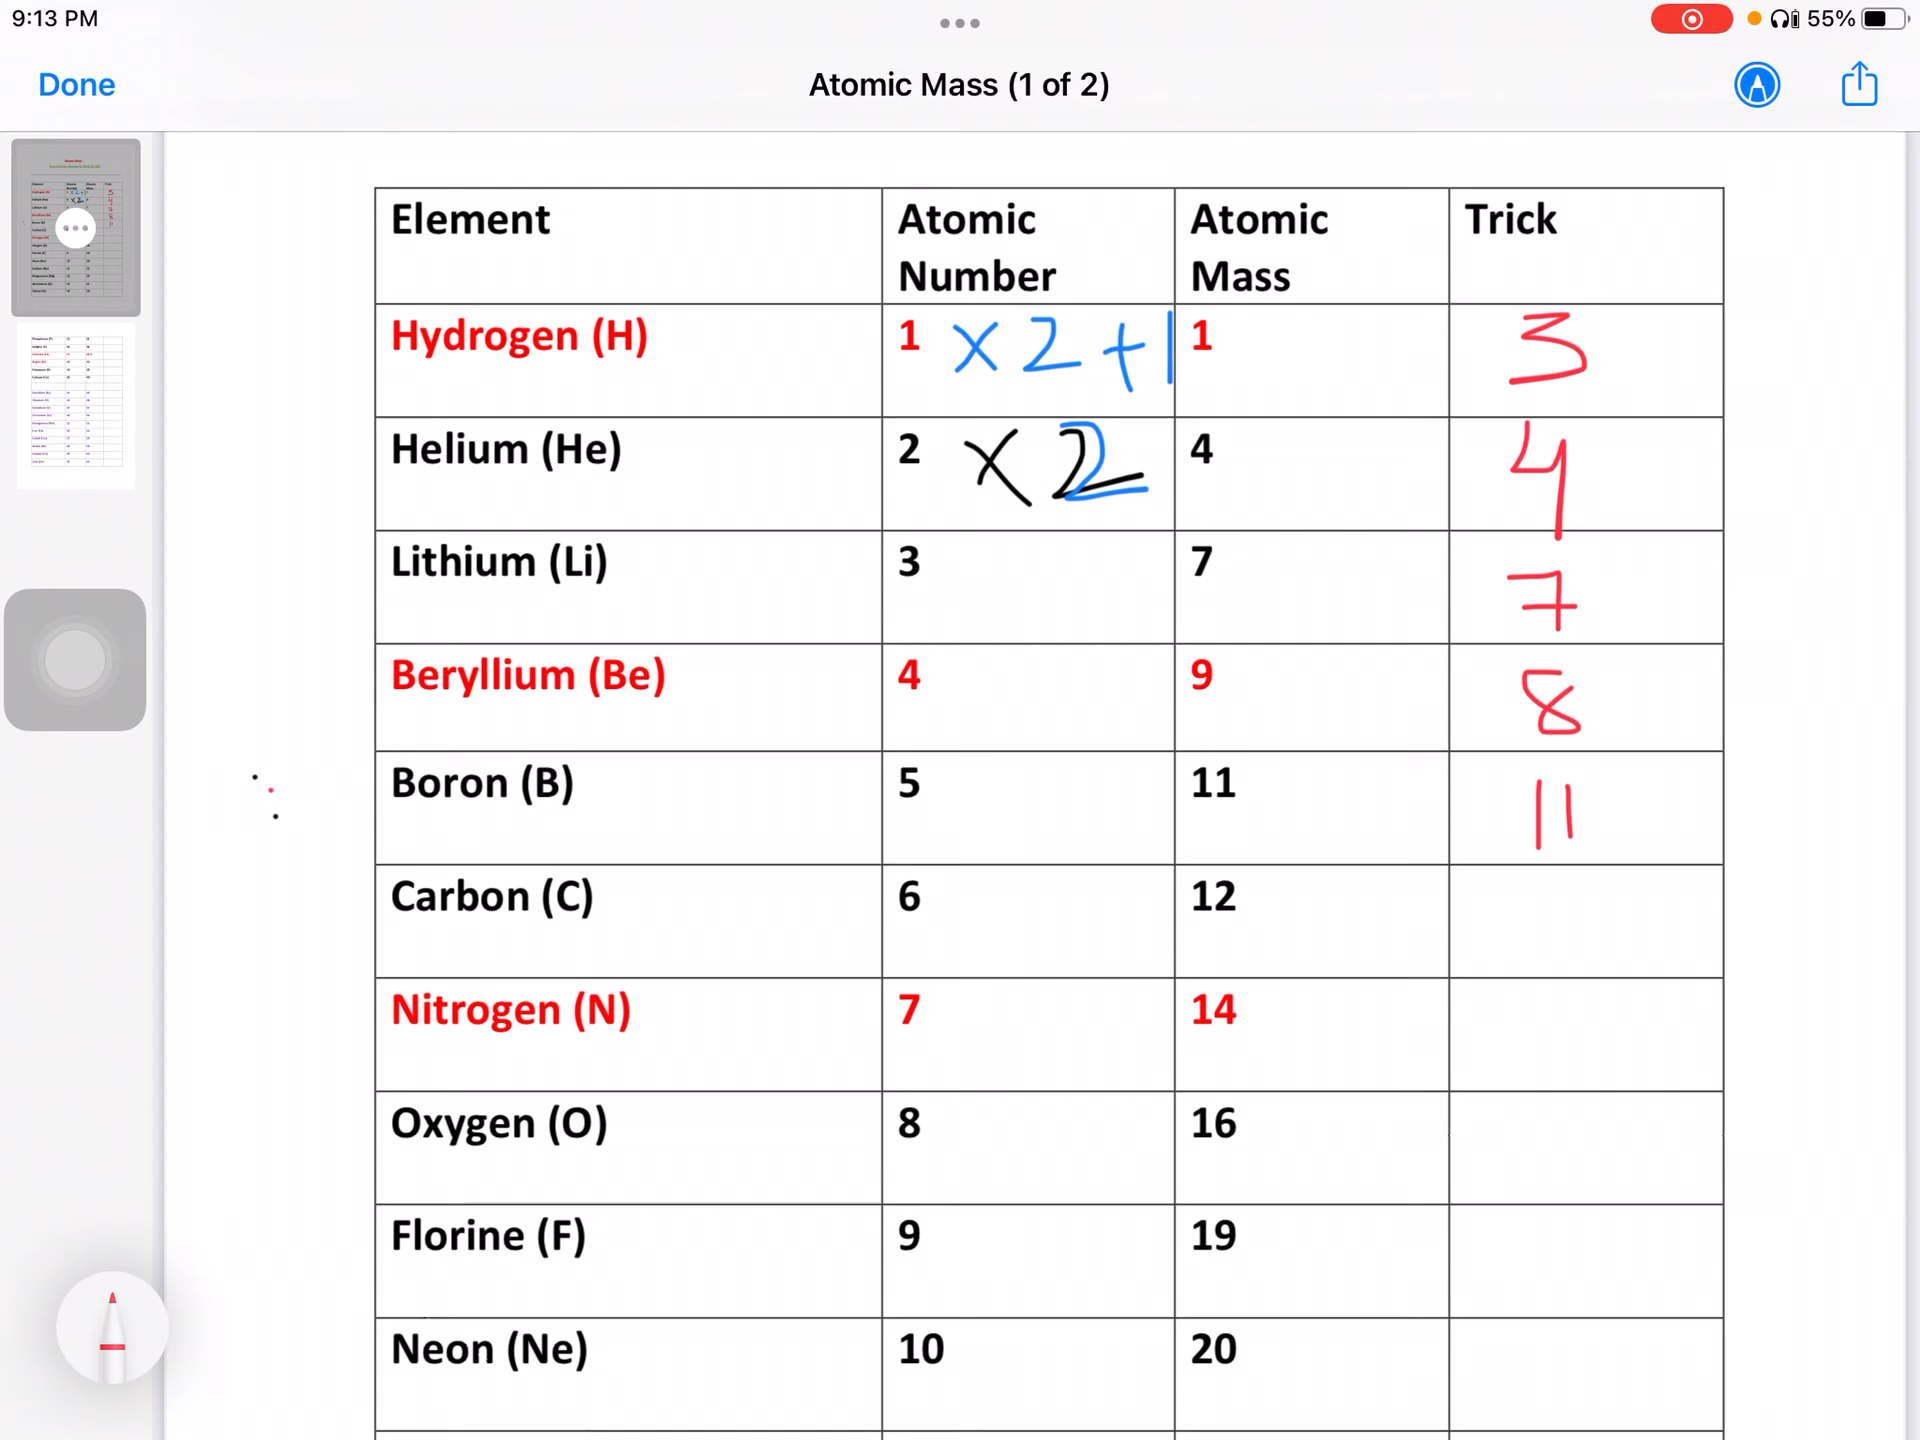 9:13 PM
55%
Done
Atomic Mass (1 of 2)
Element Atomic Number Atomic Mass Trick
Hydrogen (H) 1 x 2 + 1 1 3
Helium (He) 2 x 2 4 4
Lithium (Li) 3 7 7
Beryllium (Be) 4 9 8
Boron (B) 5 11 11
Carbon (C) 6 12
Nitrogen (N) 7 14
Oxygen (O) 8 16
Florine (F) 9 19
Neon (Ne) 10 20